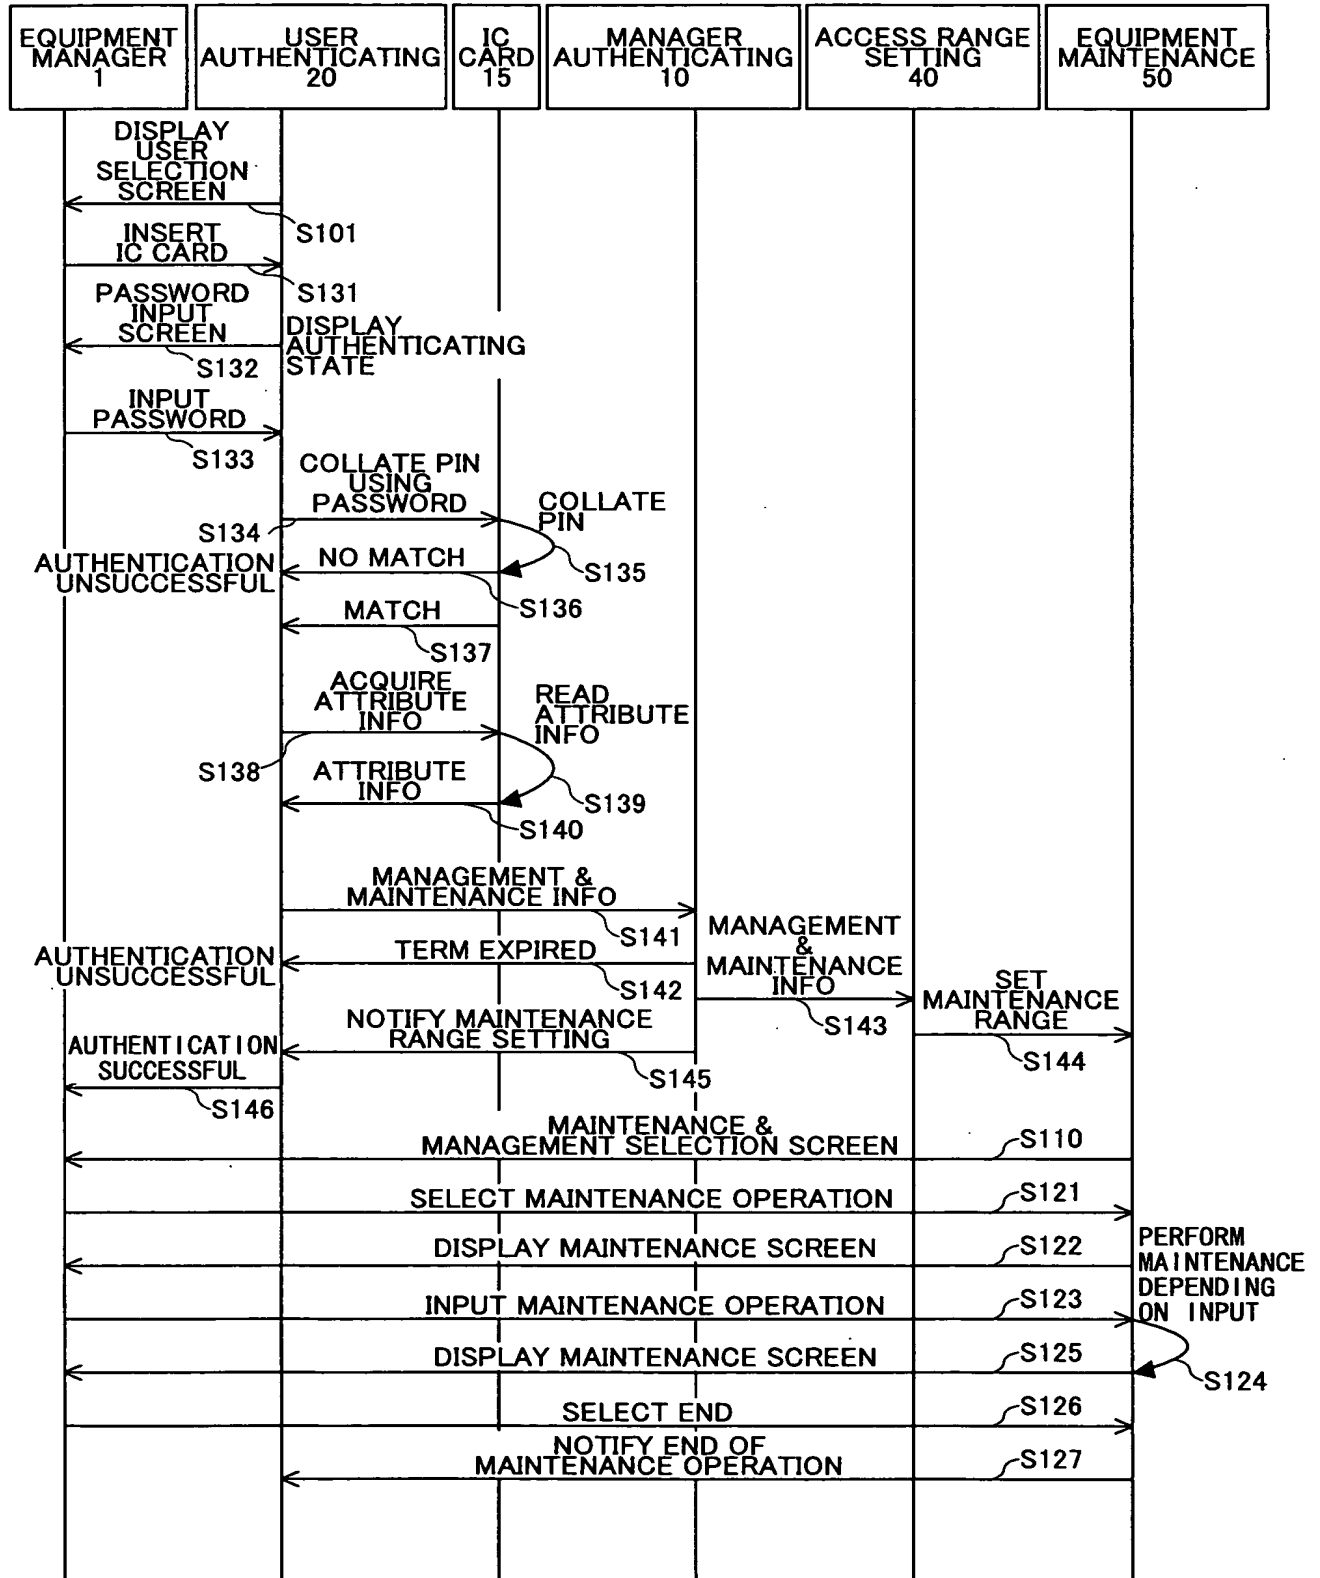 EQUIPMENT
MANAGER
1
USER
AUTHENTICATING
20
IC
CARD
15
MANAGER
AUTHENTICATING
10
ACCESS RANGE
SETTING
40
EQUIPMENT
MAINTENANCE
50
DISPLAY
USER
SELECTION
SCREEN
S101
INSERT
IC CARD
S131
PASSWORD
INPUT
SCREEN
S132
DISPLAY
AUTHENTICATING
STATE
INPUT
PASSWORD
S133
COLLATE PIN
USING
PASSWORD
S134
COLLATE
PIN
S135
NO MATCH
AUTHENTICATION
UNSUCCESSFUL
S136
MATCH
S137
ACQUIRE
ATTRIBUTE
INFO
S138
READ
ATTRIBUTE
INFO
S139
ATTRIBUTE
INFO
S140
MANAGEMENT &
MAINTENANCE INFO
S141
TERM EXPIRED
AUTHENTICATION
UNSUCCESSFUL
S142
MANAGEMENT
&
MAINTENANCE
INFO
S143
SET
MAINTENANCE
RANGE
S144
NOTIFY MAINTENANCE
RANGE SETTING
S145
AUTHENTICATION
SUCCESSFUL
S146
MAINTENANCE &
MANAGEMENT SELECTION SCREEN
S110
SELECT MAINTENANCE OPERATION
S121
DISPLAY MAINTENANCE SCREEN
S122
PERFORM
MAINTENANCE
DEPENDING
ON INPUT
INPUT MAINTENANCE OPERATION
S123
S124
DISPLAY MAINTENANCE SCREEN
S125
SELECT END
S126
NOTIFY END OF
MAINTENANCE OPERATION
S127